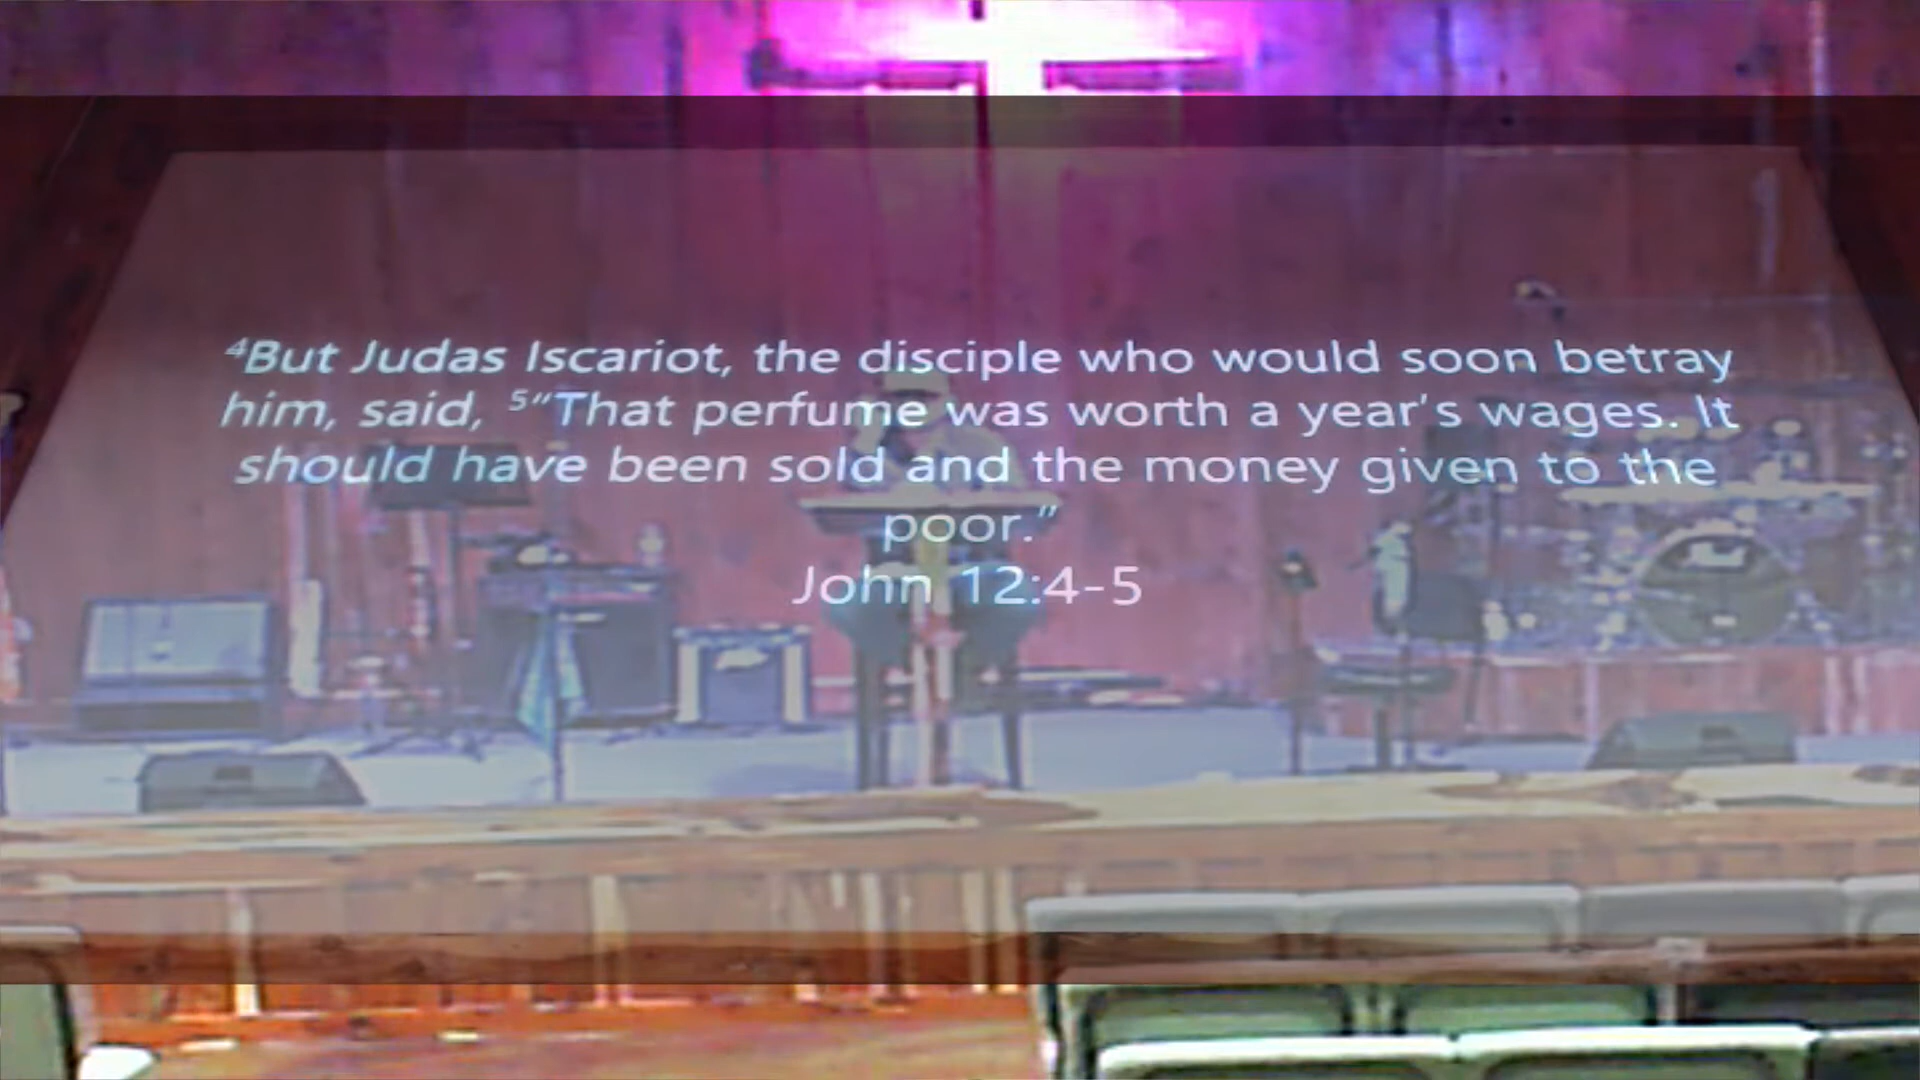 ⁴But Judas Iscariot, the disciple who would soon betray
him, said, ⁵“That perfume was worth a year's wages. It
should have been sold and the money given to the
poor.”
John 12:4-5